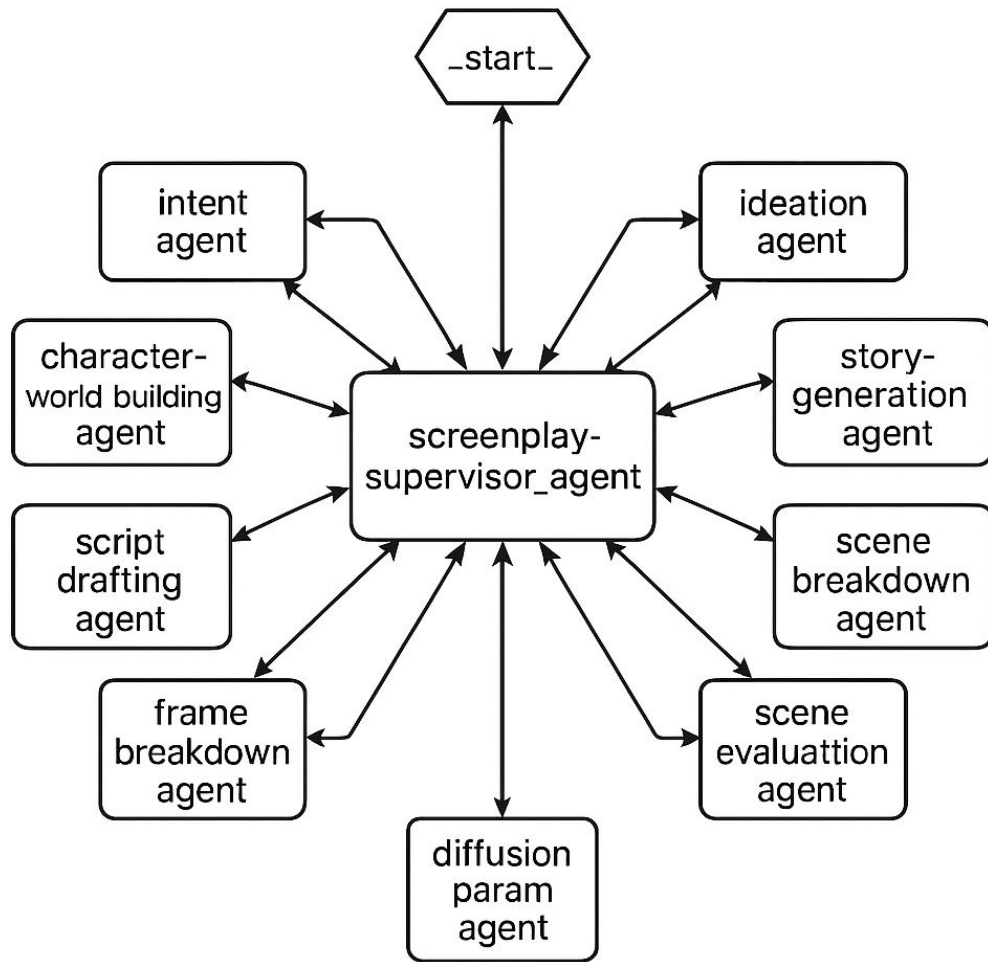 _start_
intent
agent
ideation
agent
character-
world building
agent
story-
generation
agent
screenplay-
supervisor_agent
script
drafting
agent
scene
breakdown
agent
frame
breakdown
agent
scene
evaluattion
agent
diffusion
param
agent